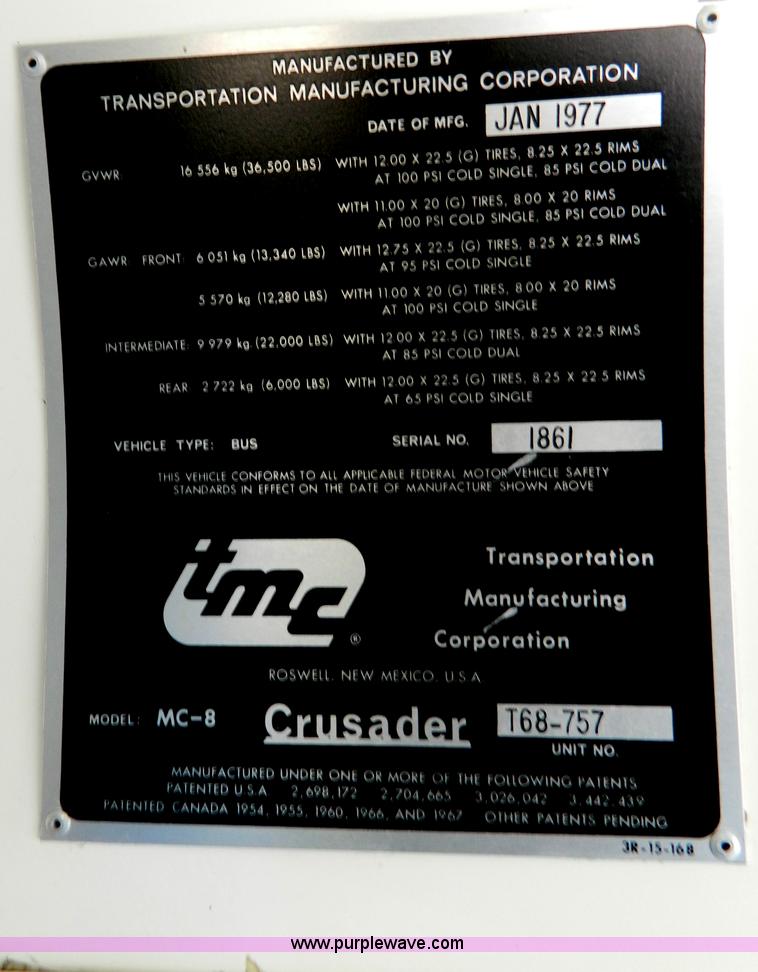 MANUFACTURED BY
TRANSPORTATION MANUFACTURING CORPORATION
DATE OF MFG. JAN 1977
GVWR 16 556 kg (36,500 LBS) WITH 12.00 X 22.5 (G) TIRES, 8.25 X 22.5 RIMS
AT 100 PSI COLD SINGLE, 85 PSI COLD DUAL
WITH 11.00 X 20 (G) TIRES, 8.00 X 20 RIMS
AT 100 PSI COLD SINGLE, 85 PSI COLD DUAL
GAWR FRONT: 6 051 kg (13,340 LBS) WITH 12.75 X 22.5 (G) TIRES, 8.25 X 22.5 RIMS
AT 95 PSI COLD SINGLE
5 570 kg (12,280 LBS) WITH 11.00 X 20 (G) TIRES, 8.00 X 20 RIMS
AT 100 PSI COLD SINGLE
INTERMEDIATE: 9 979 kg (22,000 LBS) WITH 12.00 X 22.5 (G) TIRES, 8.25 X 22.5 RIMS
AT 85 PSI COLD DUAL
REAR 2 722 kg (6,000 LBS) WITH 12.00 X 22.5 (G) TIRES, 8.25 X 22.5 RIMS
AT 65 PSI COLD SINGLE
VEHICLE TYPE: BUS SERIAL NO. 1861
THIS VEHICLE CONFORMS TO ALL APPLICABLE FEDERAL MOTOR VEHICLE SAFETY
STANDARDS IN EFFECT ON THE DATE OF MANUFACTURE SHOWN ABOVE
tmc ®
Transportation
Manufacturing
Corporation
ROSWELL, NEW MEXICO, U.S.A.
MODEL: MC-8 Crusader T68-757
UNIT NO.
MANUFACTURED UNDER ONE OR MORE OF THE FOLLOWING PATENTS
PATENTED U.S.A 2,698,172 2,704,665 3,026,042 3,442,439
PATENTED CANADA 1954, 1955, 1960, 1966, AND 1967 OTHER PATENTS PENDING
3R-15-168
www.purplewave.com